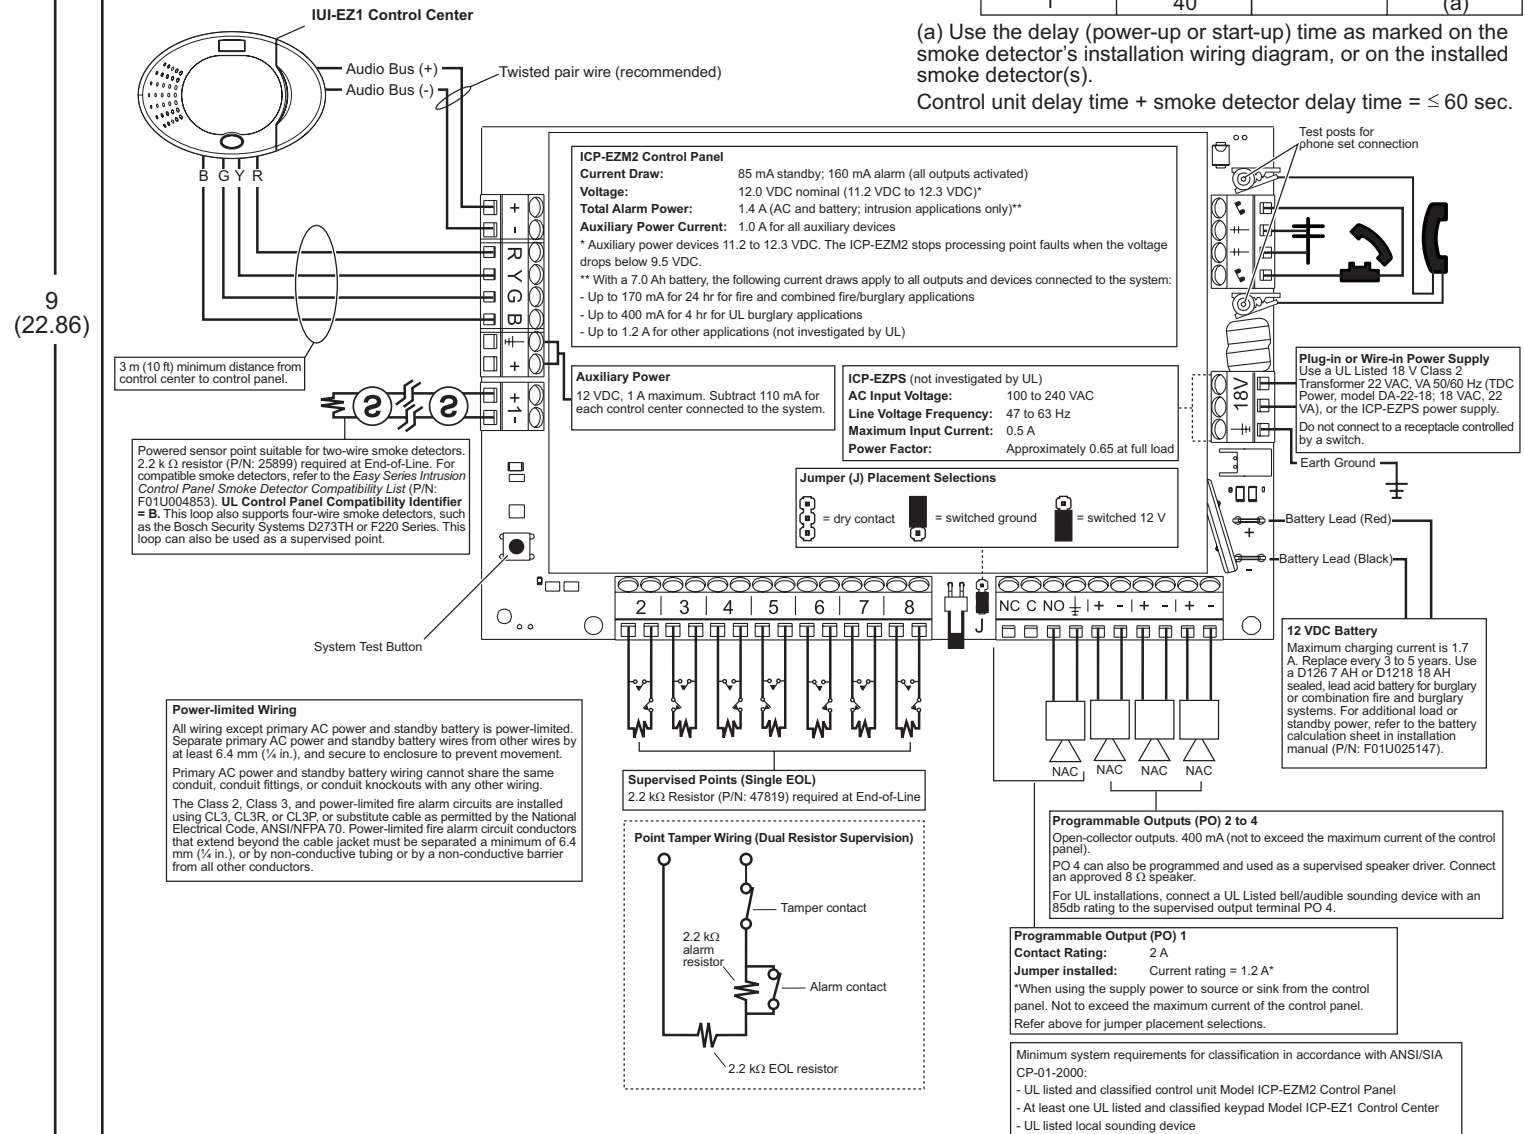 1 40 (a)
(a) Use the delay (power-up or start-up) time as marked on the
smoke detector's installation wiring diagram, or on the installed
smoke detector(s).
Control unit delay time + smoke detector delay time = ≤ 60 sec.
IUI-EZ1 Control Center
Audio Bus (+)
Audio Bus (-)
Twisted pair wire (recommended)
B G Y R
9
(22.86)
3 m (10 ft) minimum distance from
control center to control panel.
+
-
R
Y
G
B
+
+
1
-
ICP-EZM2 Control Panel
Current Draw: 85 mA standby; 160 mA alarm (all outputs activated)
Voltage: 12.0 VDC nominal (11.2 VDC to 12.3 VDC)*
Total Alarm Power: 1.4 A (AC and battery; intrusion applications only)**
Auxiliary Power Current: 1.0 A for all auxiliary devices
* Auxiliary power devices 11.2 to 12.3 VDC. The ICP-EZM2 stops processing point faults when the voltage
drops below 9.5 VDC.
** With a 7.0 Ah battery, the following current draws apply to all outputs and devices connected to the system:
- Up to 170 mA for 24 hr for fire and combined fire/burglary applications
- Up to 400 mA for 4 hr for UL burglary applications
- Up to 1.2 A for other applications (not investigated by UL)
Auxiliary Power
12 VDC, 1 A maximum. Subtract 110 mA for
each control center connected to the system.
ICP-EZPS (not investigated by UL)
AC Input Voltage: 100 to 240 VAC
Line Voltage Frequency: 47 to 63 Hz
Maximum Input Current: 0.5 A
Power Factor: Approximately 0.65 at full load
Jumper (J) Placement Selections
= dry contact = switched ground = switched 12 V
Test posts for
phone set connection
18V
Plug-in or Wire-in Power Supply
Use a UL Listed 18 V Class 2
Transformer 22 VAC, VA 50/60 Hz (TDC
Power, model DA-22-18; 18 VAC, 22
VA), or the ICP-EZPS power supply.
Do not connect to a receptacle controlled
by a switch.
Earth Ground
Battery Lead (Red)
+
Battery Lead (Black)
-
12 VDC Battery
Maximum charging current is 1.7
A. Replace every 3 to 5 years. Use
a D126 7 AH or D1218 18 AH
sealed, lead acid battery for burglary
or combination fire and burglary
systems. For additional load or
standby power, refer to the battery
calculation sheet in installation
manual (P/N: F01U025147).
S S
Powered sensor point suitable for two-wire smoke detectors.
2.2 k Ω resistor (P/N: 25899) required at End-of-Line. For
compatible smoke detectors, refer to the Easy Series Intrusion
Control Panel Smoke Detector Compatibility List (P/N:
F01U004853). UL Control Panel Compatibility Identifier
= B. This loop also supports four-wire smoke detectors, such
as the Bosch Security Systems D273TH or F220 Series. This
loop can also be used as a supervised point.
System Test Button
2 | 3 | 4 | 5 | 6 | 7 | 8
J
NC C NO | + - | + - | + -
NAC NAC NAC NAC
Power-limited Wiring
All wiring except primary AC power and standby battery is power-limited.
Separate primary AC power and standby battery wires from other wires by
at least 6.4 mm (¼ in.), and secure to enclosure to prevent movement.
Primary AC power and standby battery wiring cannot share the same
conduit, conduit fittings, or conduit knockouts with any other wiring.
The Class 2, Class 3, and power-limited fire alarm circuits are installed
using CL3, CL3R, or CL3P, or substitute cable as permitted by the National
Electrical Code, ANSI/NFPA 70. Power-limited fire alarm circuit conductors
that extend beyond the cable jacket must be separated a minimum of 6.4
mm (¼ in.), or by non-conductive tubing or by a non-conductive barrier
from all other conductors.
Supervised Points (Single EOL)
2.2 kΩ Resistor (P/N: 47819) required at End-of-Line
Point Tamper Wiring (Dual Resistor Supervision)
Tamper contact
2.2 kΩ
alarm
resistor
Alarm contact
2.2 kΩ EOL resistor
Programmable Outputs (PO) 2 to 4
Open-collector outputs. 400 mA (not to exceed the maximum current of the control
panel).
PO 4 can also be programmed and used as a supervised speaker driver. Connect
an approved 8 Ω speaker.
For UL installations, connect a UL Listed bell/audible sounding device with an
85db rating to the supervised output terminal PO 4.
Programmable Output (PO) 1
Contact Rating: 2 A
Jumper installed: Current rating = 1.2 A*
*When using the supply power to source or sink from the control
panel. Not to exceed the maximum current of the control panel.
Refer above for jumper placement selections.
Minimum system requirements for classification in accordance with ANSI/SIA
CP-01-2000:
- UL listed and classified control unit Model ICP-EZM2 Control Panel
- At least one UL listed and classified keypad Model ICP-EZ1 Control Center
- UL listed local sounding device